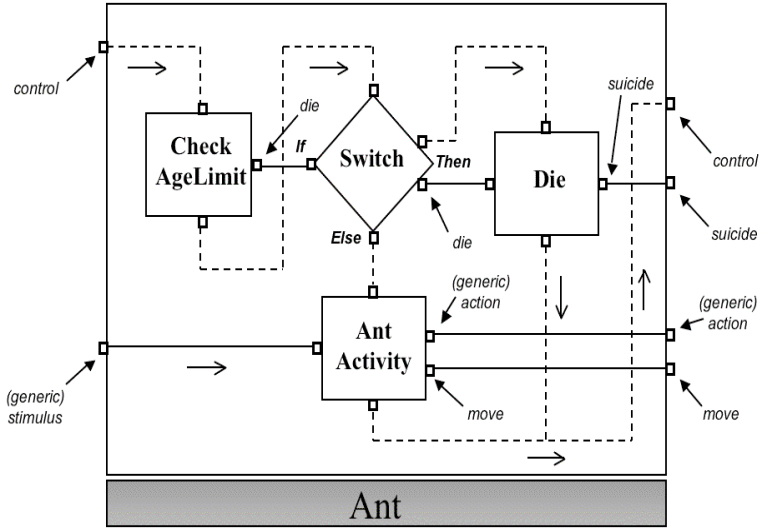 control
Check
AgeLimit
die
If
Switch
Then
Else
die
Die
suicide
control
suicide
(generic)
action
(generic)
action
Ant
Activity
(generic)
stimulus
move
move
Ant